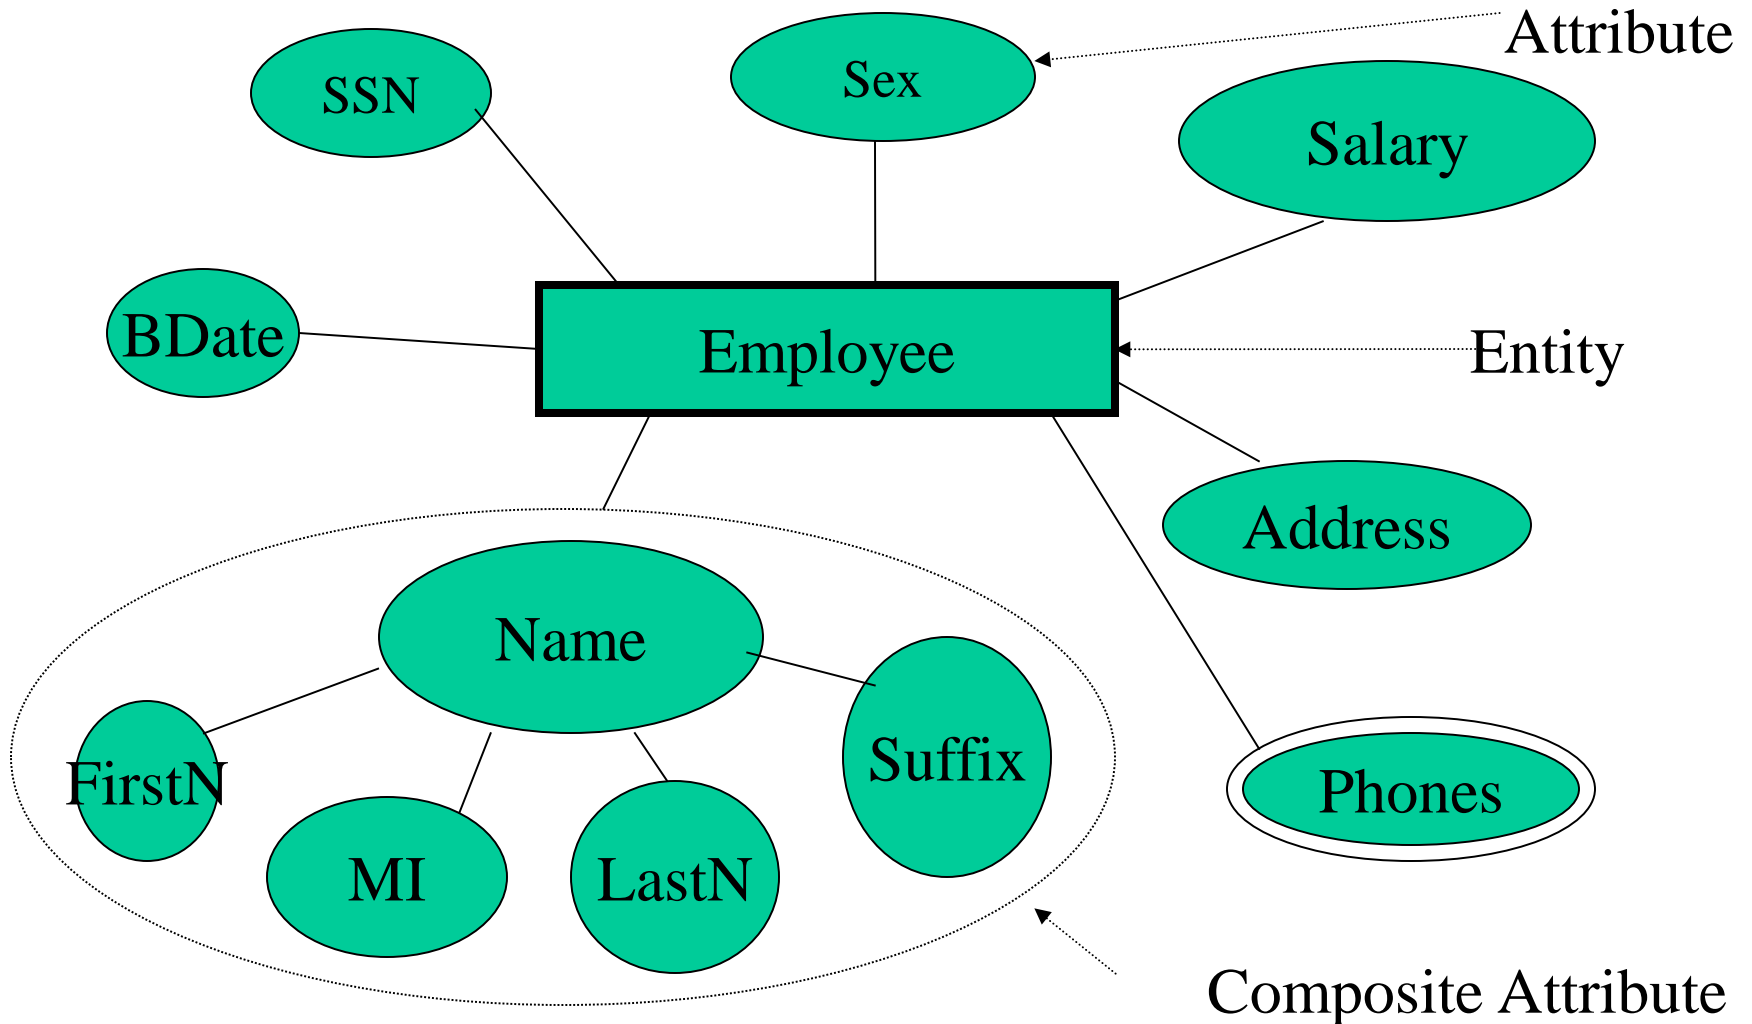 Attribute
SSN
Sex
Salary
BDate
Employee
Entity
Address
Name
Suffix
FirstN
Phones
MI
LastN
Composite Attribute